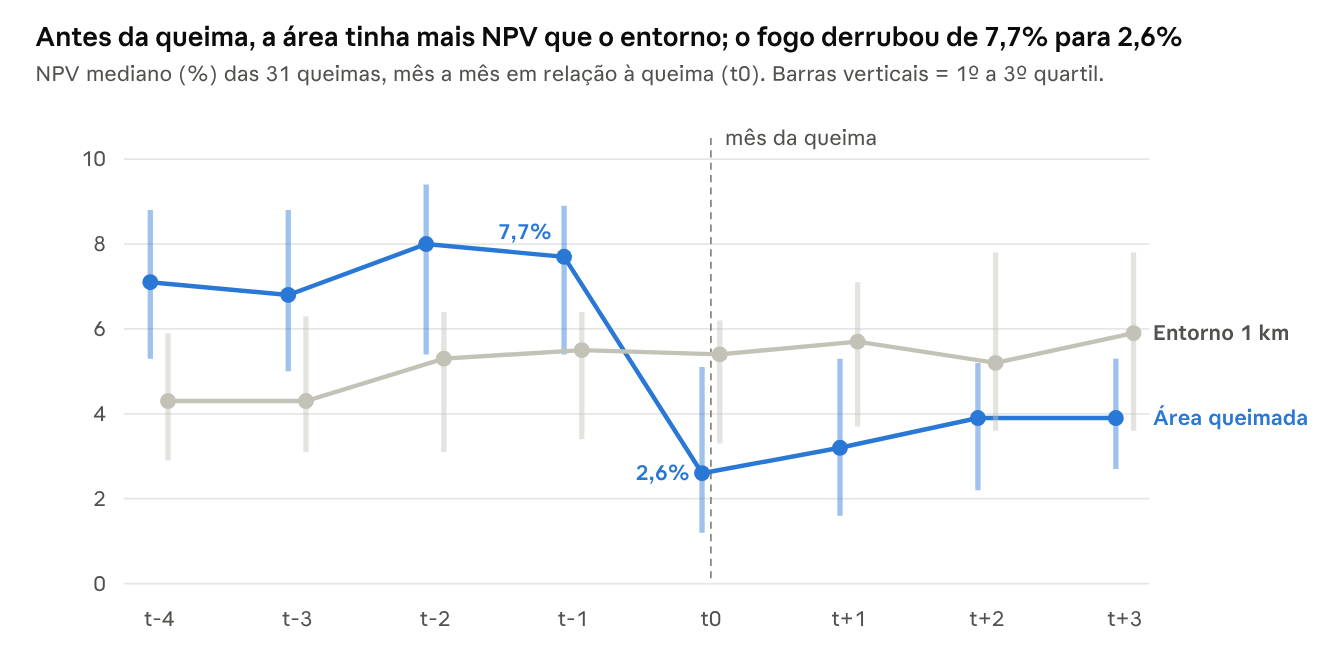 Antes da queima, a área tinha mais NPV que o entorno; o fogo derrubou de 7,7% para 2,6%
NPV mediano (%) das 31 queimas, mês a mês em relação à queima (t0). Barras verticais = 1º a 3º quartil.
mês da queima
10
8
7,7%
6
Entorno 1 km
4
Área queimada
2,6%
2
0
t-4 t-3 t-2 t-1 t0 t+1 t+2 t+3